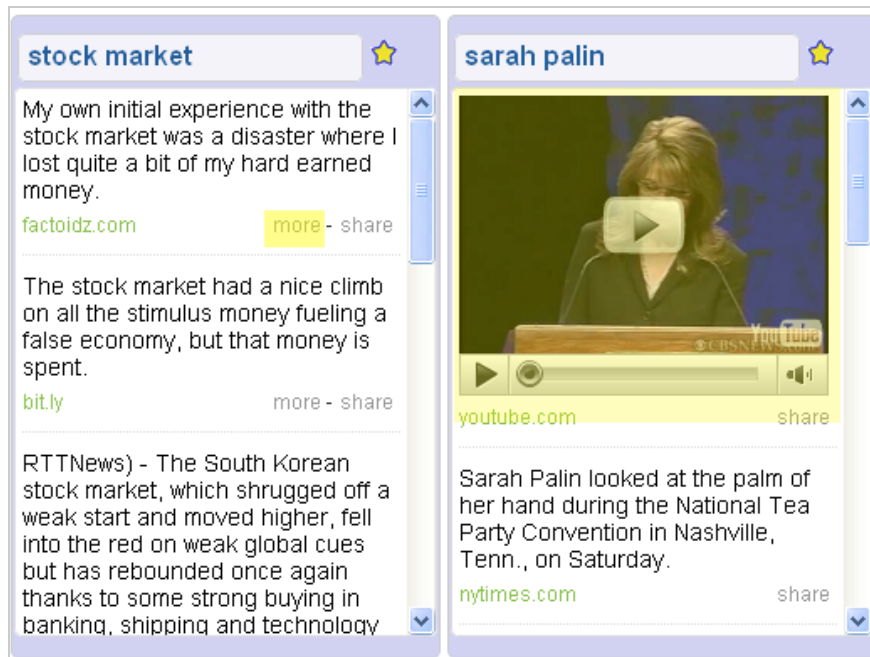 stock market
My own initial experience with the
stock market was a disaster where I
lost quite a bit of my hard earned
money.
factoidz.com more - share
The stock market had a nice climb
on all the stimulus money fueling a
false economy, but that money is
spent.
bit.ly more - share
RTTNews) - The South Korean
stock market, which shrugged off a
weak start and moved higher, fell
into the red on weak global cues
but has rebounded once again
thanks to some strong buying in
banking, shipping and technology
sarah palin
YouTube
CBSNEWS.com
youtube.com share
Sarah Palin looked at the palm of
her hand during the National Tea
Party Convention in Nashville,
Tenn., on Saturday.
nytimes.com share